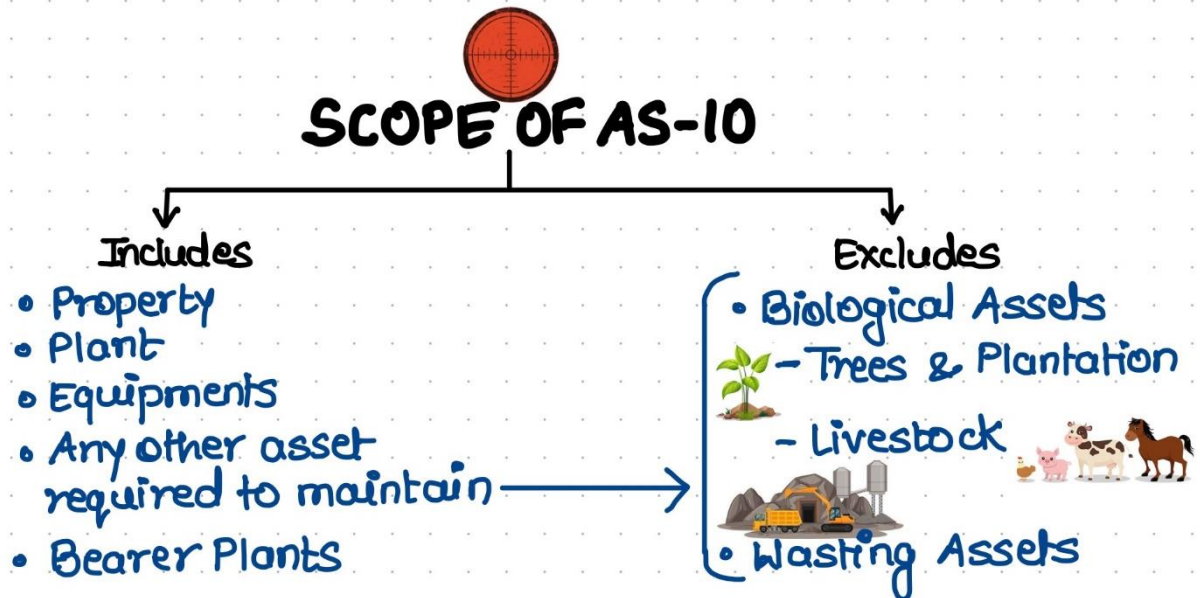 SCOPE OF AS-10
Includes
• Property
• Plant
• Equipments
• Any other asset
required to maintain
• Bearer Plants
Excludes
• Biological Assets
- Trees & Plantation
- Livestock
• Wasting Assets